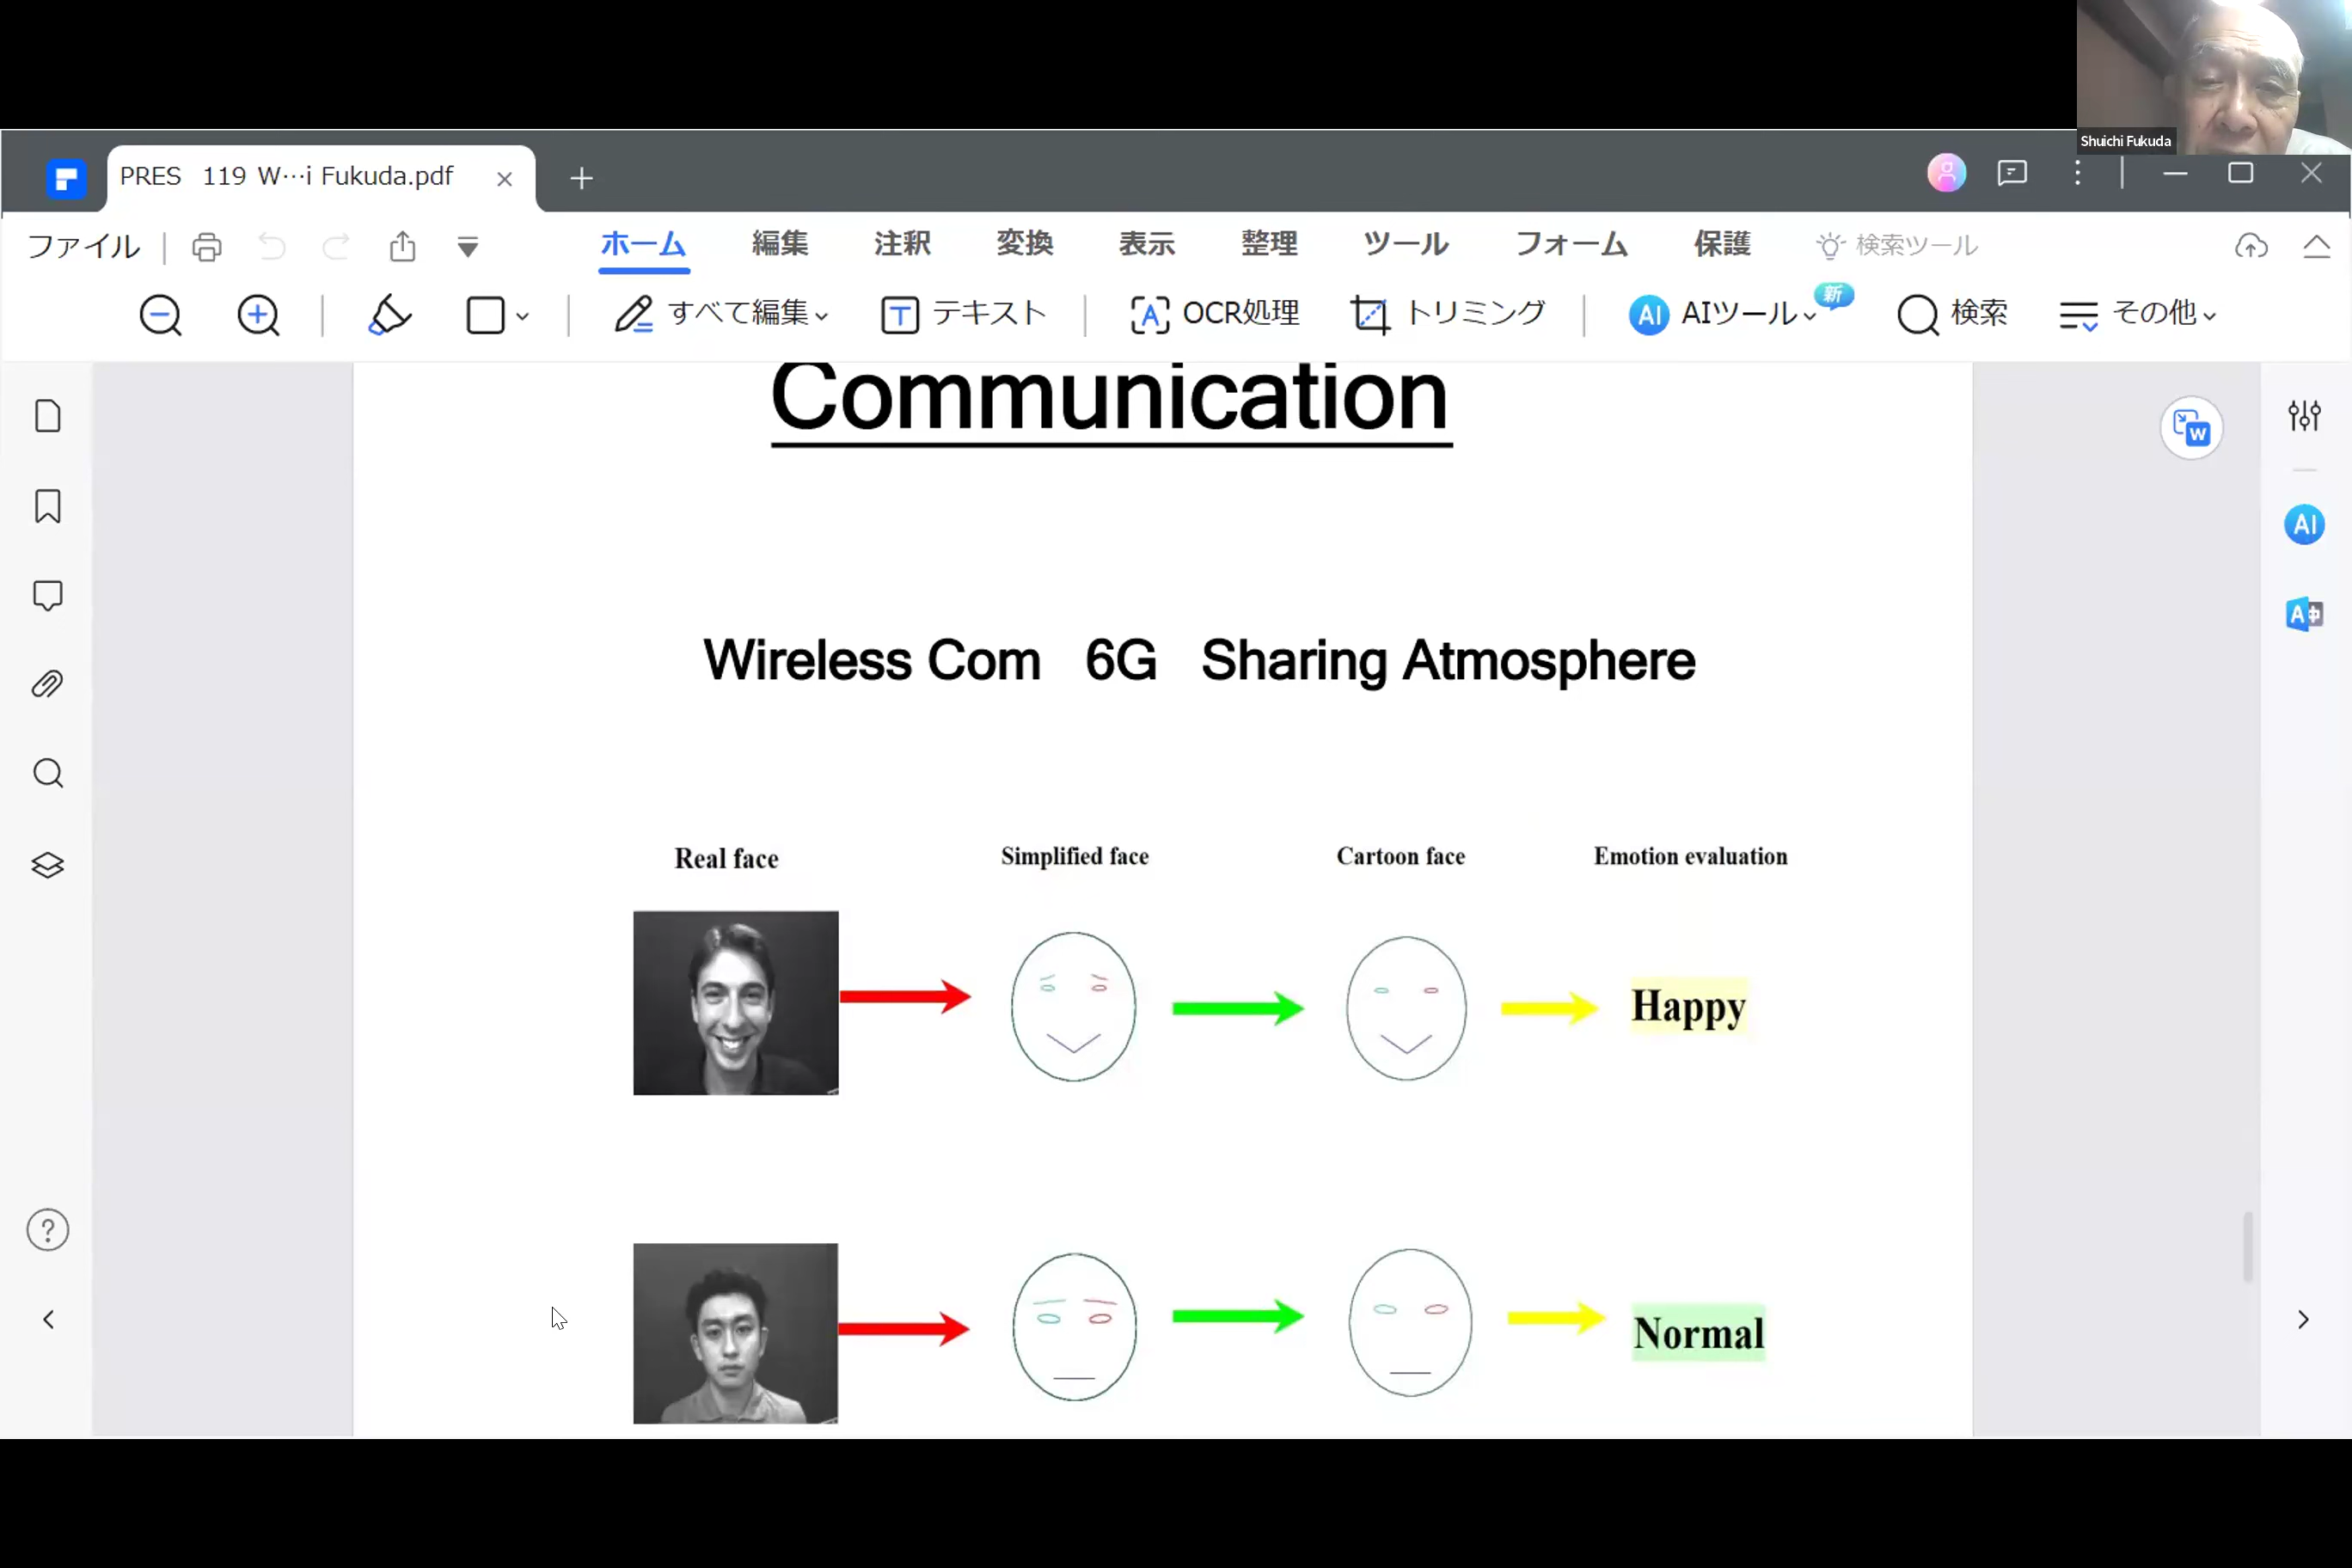 Shuichi Fukuda
PRES 119 W…i Fukuda.pdf
ファイル
ホーム 編集 注釈 変換 表示 整理 ツール フォーム 保護 検索ツール
すべて編集 テキスト OCR処理 トリミング AI AIツール 新 検索 その他
Communication
W
AI
Wireless Com 6G Sharing Atmosphere
Real face Simplified face Cartoon face Emotion evaluation
Happy
Normal